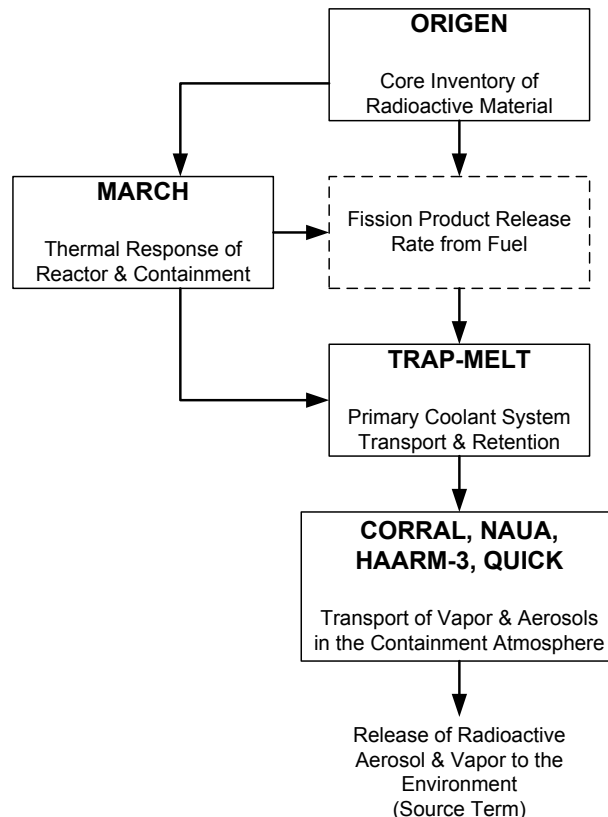 ORIGEN
Core Inventory of
Radioactive Material
MARCH
Thermal Response of
Reactor & Containment
Fission Product Release
Rate from Fuel
TRAP-MELT
Primary Coolant System
Transport & Retention
CORRAL, NAUA,
HAARM-3, QUICK
Transport of Vapor & Aerosols
in the Containment Atmosphere
Release of Radioactive
Aerosol & Vapor to the
Environment
(Source Term)